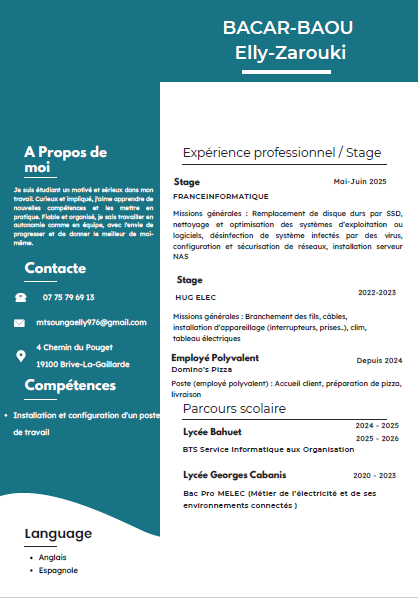 BACAR-BAOU
Elly-Zarouki
A Propos de
moi
Je suis étudiant un motivé et sérieux dans mon
travail. Curieux et impliqué, j'aime apprendre de
nouvelles compétences et les mettre en
pratique. Fiable et organisé, je sais travailler en
autonomie comme en équipe, avec l'envie de
progresser et de donner le meilleur de moi-
même.
Contacte
07 75 79 69 13
mtsoungaelly976@gmail.com
4 Chemin du Pouget
19100 Brive-La-Gaillarde
Compétences
• Installation et configuration d'un poste
de travail
Language
• Anglais
• Espagnole
Expérience professionnel / Stage
Stage
Mai-Juin 2025
FRANCEINFORMATIQUE
Missions générales : Remplacement de disque durs par SSD,
nettoyage et optimisation des systèmes d'exploitation ou
logiciels, désinfection de système infectés par des virus,
configuration et sécurisation de réseaux, installation serveur
NAS
Stage
2022-2023
HUG ELEC
Missions générales : Branchement des fils, câbles,
installation d'appareillage (interrupteurs, prises..), clim,
tableau électriques
Employé Polyvalent
Depuis 2024
Domino's Pizza
Poste (employé polyvalent) : Accueil client, préparation de pizza,
livraison
Parcours scolaire
2024 - 2025
Lycée Bahuet
2025 - 2026
BTS Service Informatique aux Organisation
Lycée Georges Cabanis
2020 - 2023
Bac Pro MELEC (Métier de l'électricité et de ses
environnements connectés )